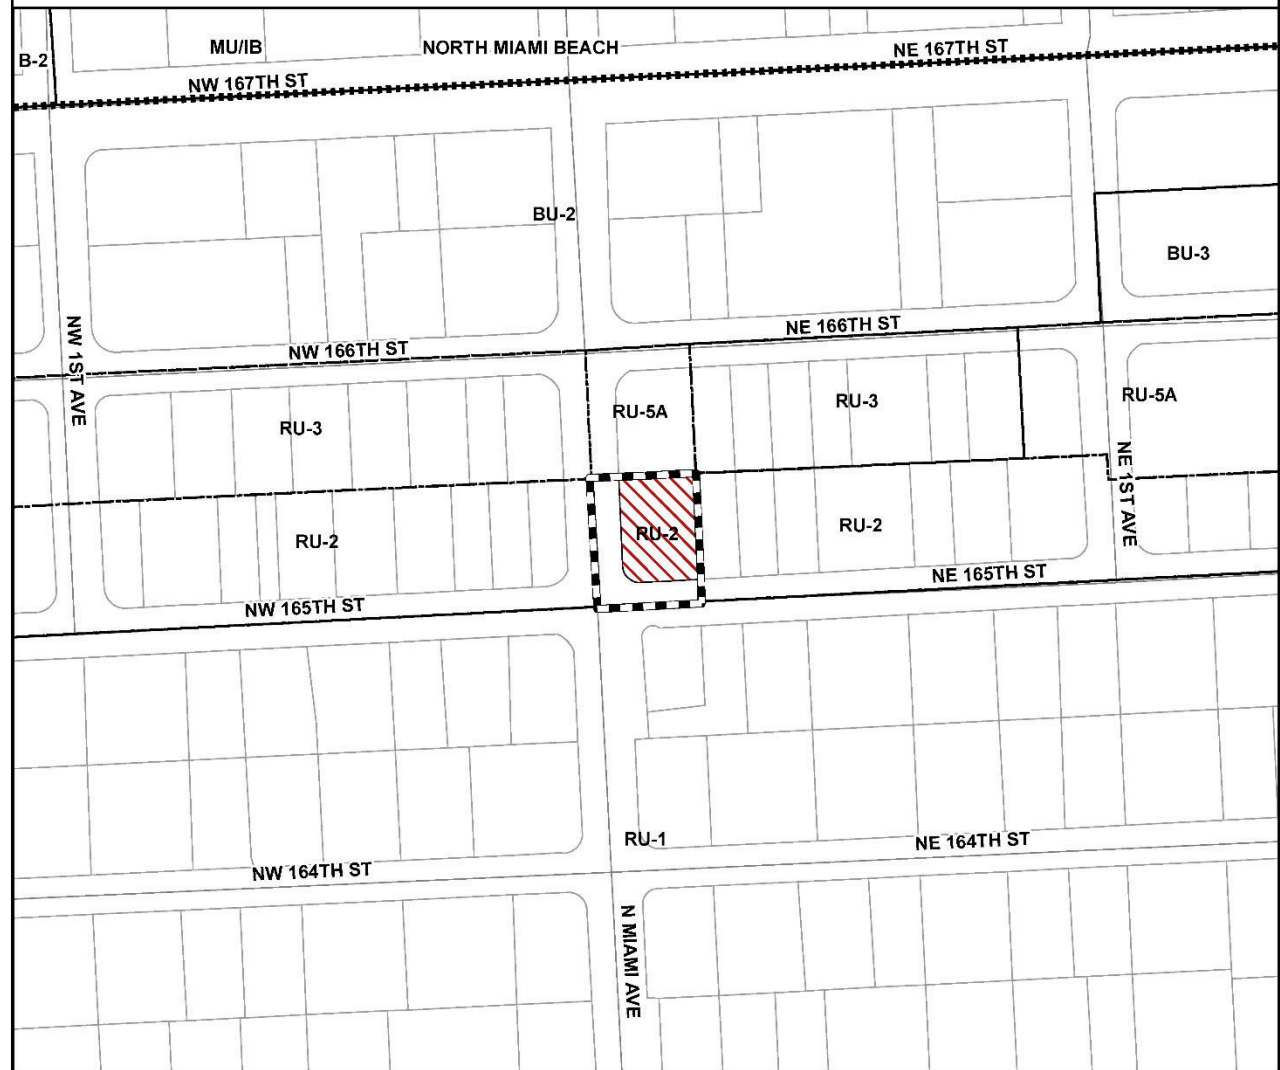 MU/IB
NORTH MIAMI BEACH
NE 167TH ST
B-2
NW 167TH ST
BU-2
BU-3
NE 166TH ST
NW 166TH ST
NW 1ST AVE
RU-5A
RU-3
RU-5A
RU-3
NE 1ST AVE
RU-2
RU-2
RU-2
NE 165TH ST
NW 165TH ST
RU-1
NE 164TH ST
NW 164TH ST
N MIAMI AVE